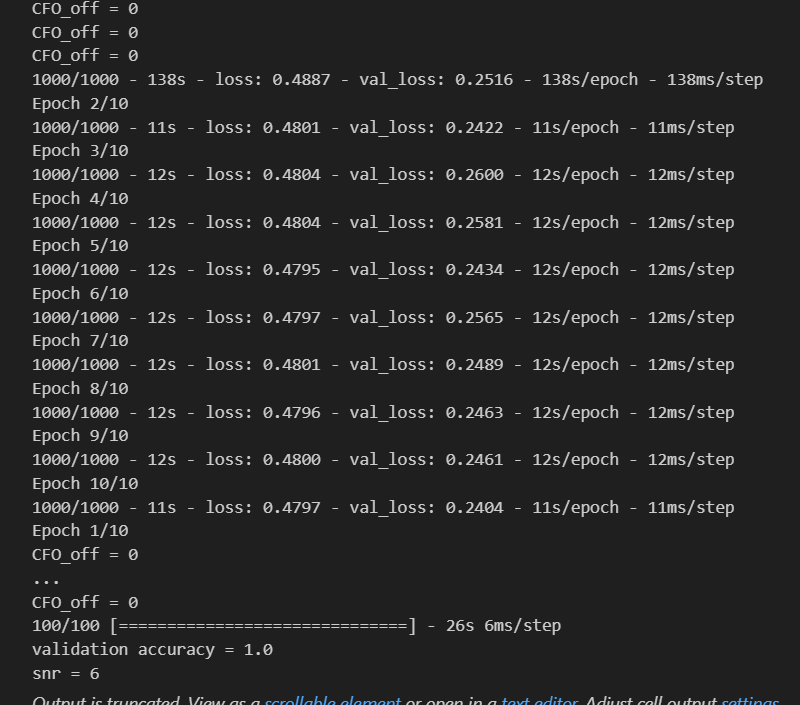 CFO_off = 0
CFO_off = 0
CFO_off = 0
1000/1000 - 138s - loss: 0.4887 - val_loss: 0.2516 - 138s/epoch - 138ms/step
Epoch 2/10
1000/1000 - 11s - loss: 0.4801 - val_loss: 0.2422 - 11s/epoch - 11ms/step
Epoch 3/10
1000/1000 - 12s - loss: 0.4804 - val_loss: 0.2600 - 12s/epoch - 12ms/step
Epoch 4/10
1000/1000 - 12s - loss: 0.4804 - val_loss: 0.2581 - 12s/epoch - 12ms/step
Epoch 5/10
1000/1000 - 12s - loss: 0.4795 - val_loss: 0.2434 - 12s/epoch - 12ms/step
Epoch 6/10
1000/1000 - 12s - loss: 0.4797 - val_loss: 0.2565 - 12s/epoch - 12ms/step
Epoch 7/10
1000/1000 - 12s - loss: 0.4801 - val_loss: 0.2489 - 12s/epoch - 12ms/step
Epoch 8/10
1000/1000 - 12s - loss: 0.4796 - val_loss: 0.2463 - 12s/epoch - 12ms/step
Epoch 9/10
1000/1000 - 12s - loss: 0.4800 - val_loss: 0.2461 - 12s/epoch - 12ms/step
Epoch 10/10
1000/1000 - 11s - loss: 0.4797 - val_loss: 0.2404 - 11s/epoch - 11ms/step
Epoch 1/10
CFO_off = 0
...
CFO_off = 0
100/100 [==============================] - 26s 6ms/step
validation accuracy = 1.0
snr = 6
Output is truncated. View as a scrollable element or open in a text editor. Adjust cell output settings